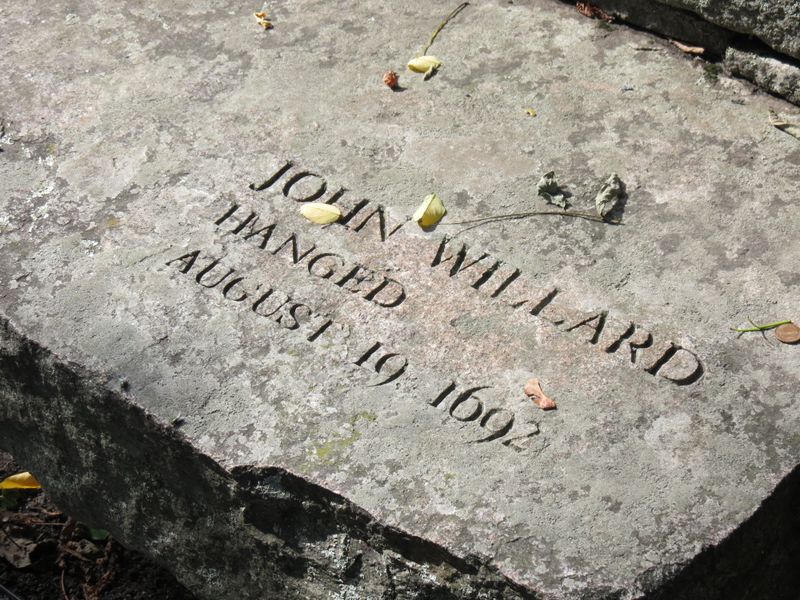 JOHN WILLARD
HANGED
AUGUST 19, 1692